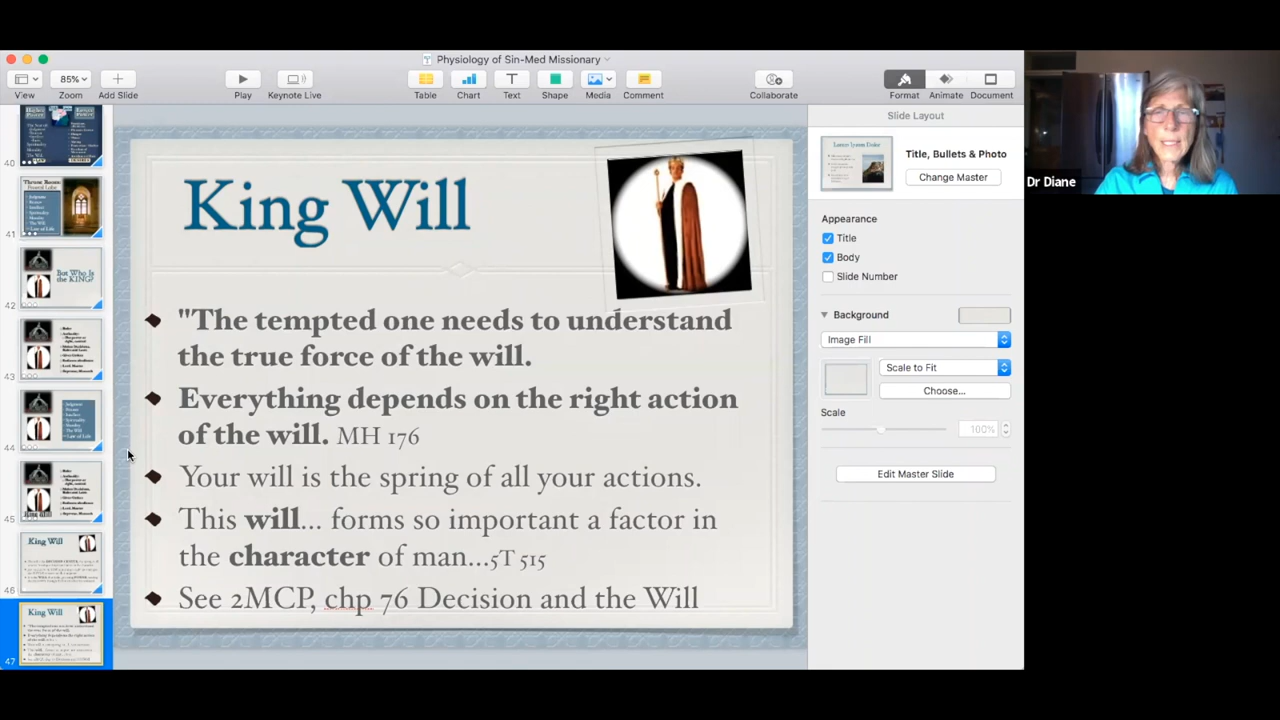 Physiology of Sin-Med Missionary
85%
View
Zoom
Add Slide
Play
Keynote Live
Table
Chart
Text
Shape
Media
Comment
Collaborate
Format
Animate
Document
40
41
But Who Is
the KING?
42
43
44
45
King Will
46
King Will
47
King Will
"The tempted one needs to understand
the true force of the will.
Everything depends on the right action
of the will. MH 176
Your will is the spring of all your actions.
This will... forms so important a factor in
the character of man...5T 515
See 2MCP, chp 76 Decision and the Will
Slide Layout
Title, Bullets & Photo
Change Master
Appearance
Title
Body
Slide Number
Background
Image Fill
Scale to Fit
Choose...
Scale
100%
Edit Master Slide
Dr Diane